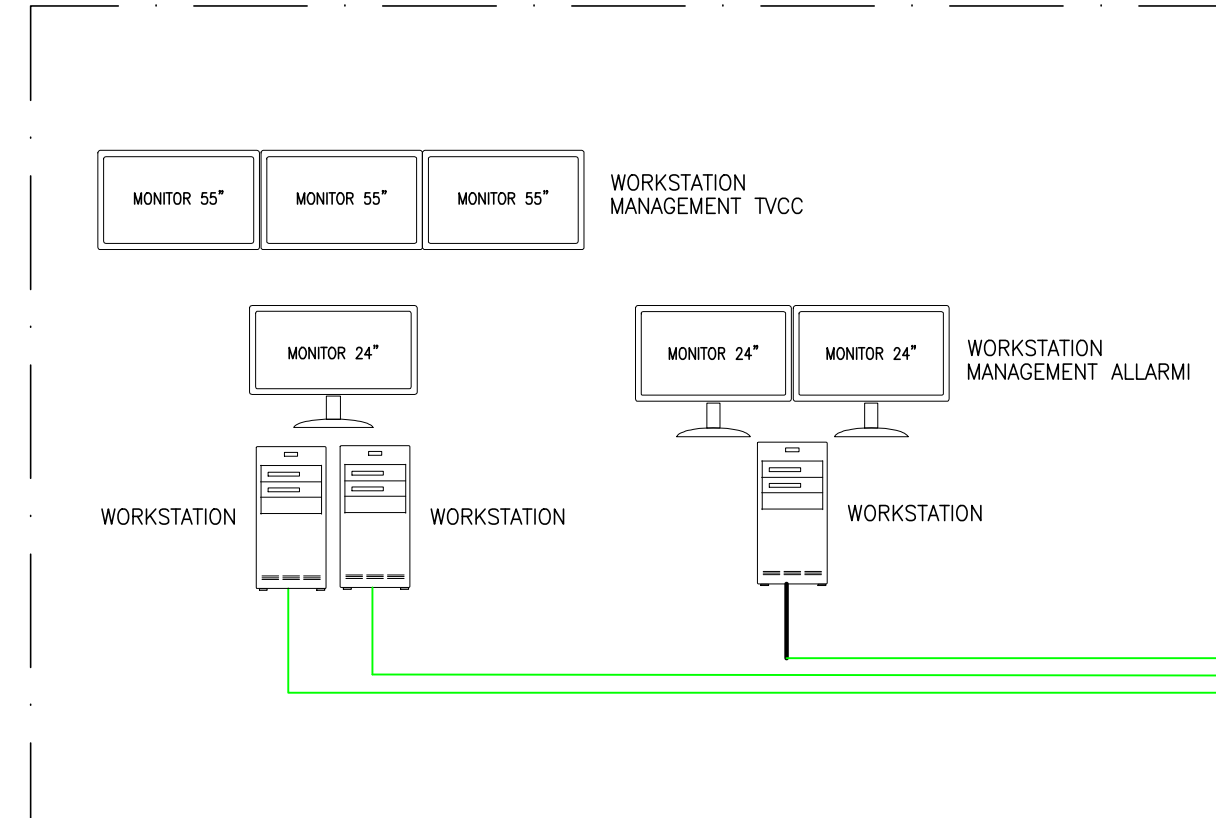 MONITOR 55”
MONITOR 55”
MONITOR 55”
WORKSTATION
MANAGEMENT TVCC
MONITOR 24”
MONITOR 24”
MONITOR 24”
WORKSTATION
MANAGEMENT ALLARMI
WORKSTATION
WORKSTATION
WORKSTATION